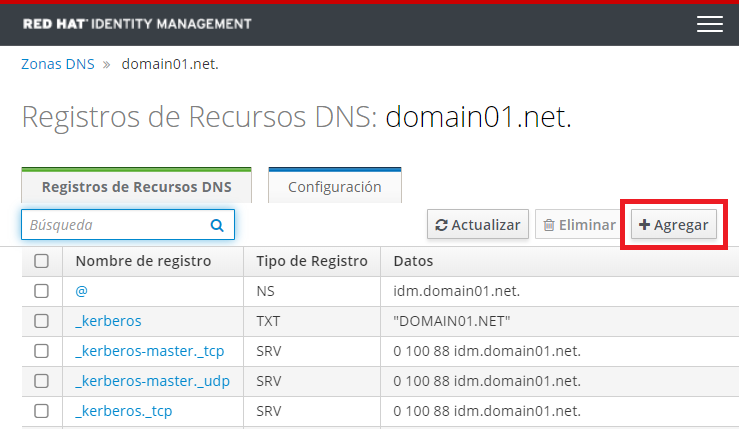 RED HAT IDENTITY MANAGEMENT
Zonas DNS » domain01.net.
Registros de Recursos DNS: domain01.net.
Registros de Recursos DNS Configuración
Búsqueda Actualizar Eliminar Agregar
Nombre de registro Tipo de Registro Datos
@ NS idm.domain01.net.
_kerberos TXT "DOMAIN01.NET"
_kerberos-master._tcp SRV 0 100 88 idm.domain01.net.
_kerberos-master._udp SRV 0 100 88 idm.domain01.net.
_kerberos._tcp SRV 0 100 88 idm.domain01.net.